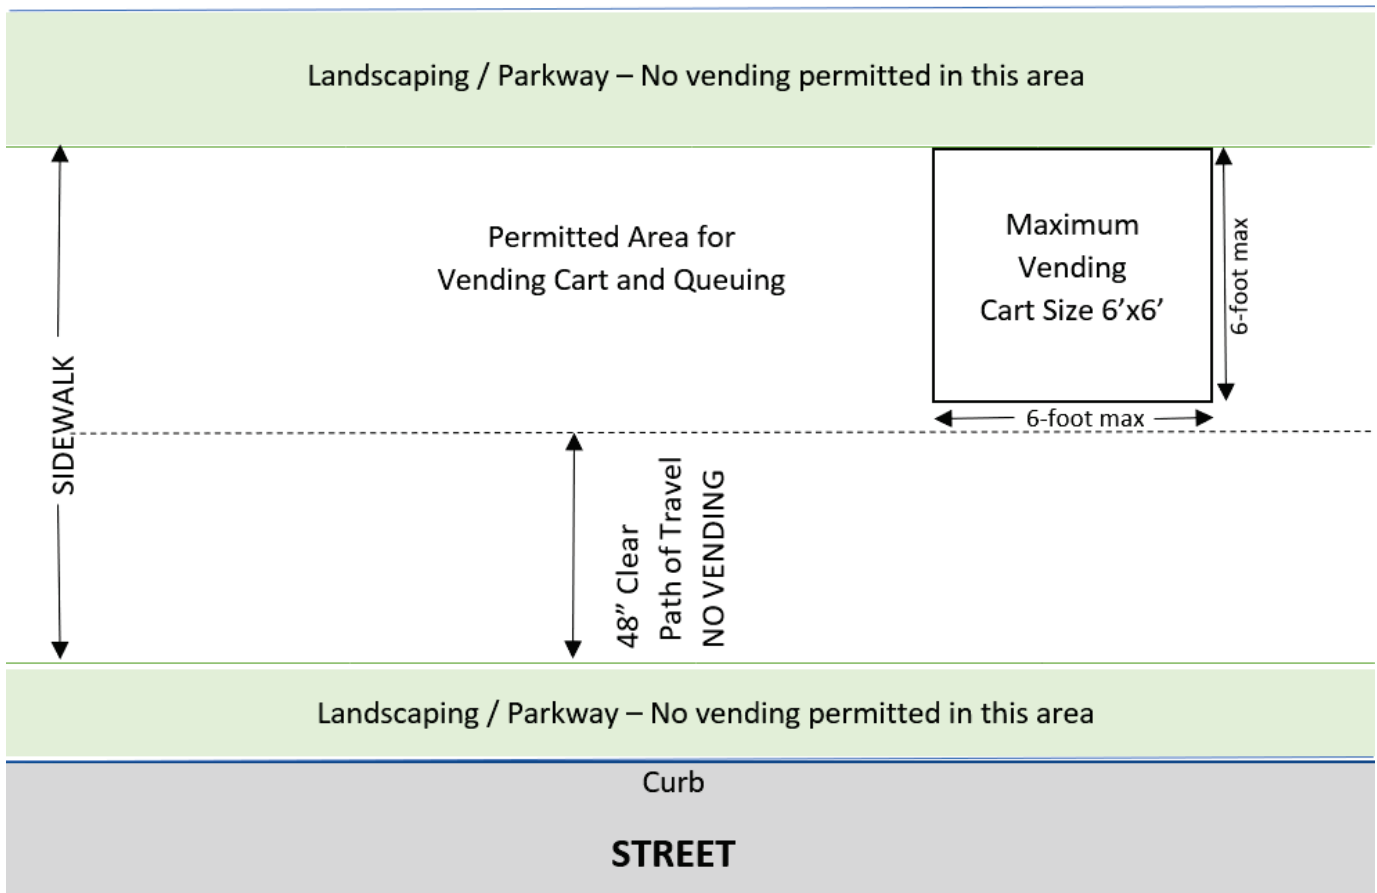 Landscaping / Parkway – No vending permitted in this area
Permitted Area for
Vending Cart and Queuing
Maximum
Vending
Cart Size 6’x6’
6-foot max
6-foot max
SIDEWALK
48” Clear
Path of Travel
NO VENDING
Landscaping / Parkway – No vending permitted in this area
Curb
STREET